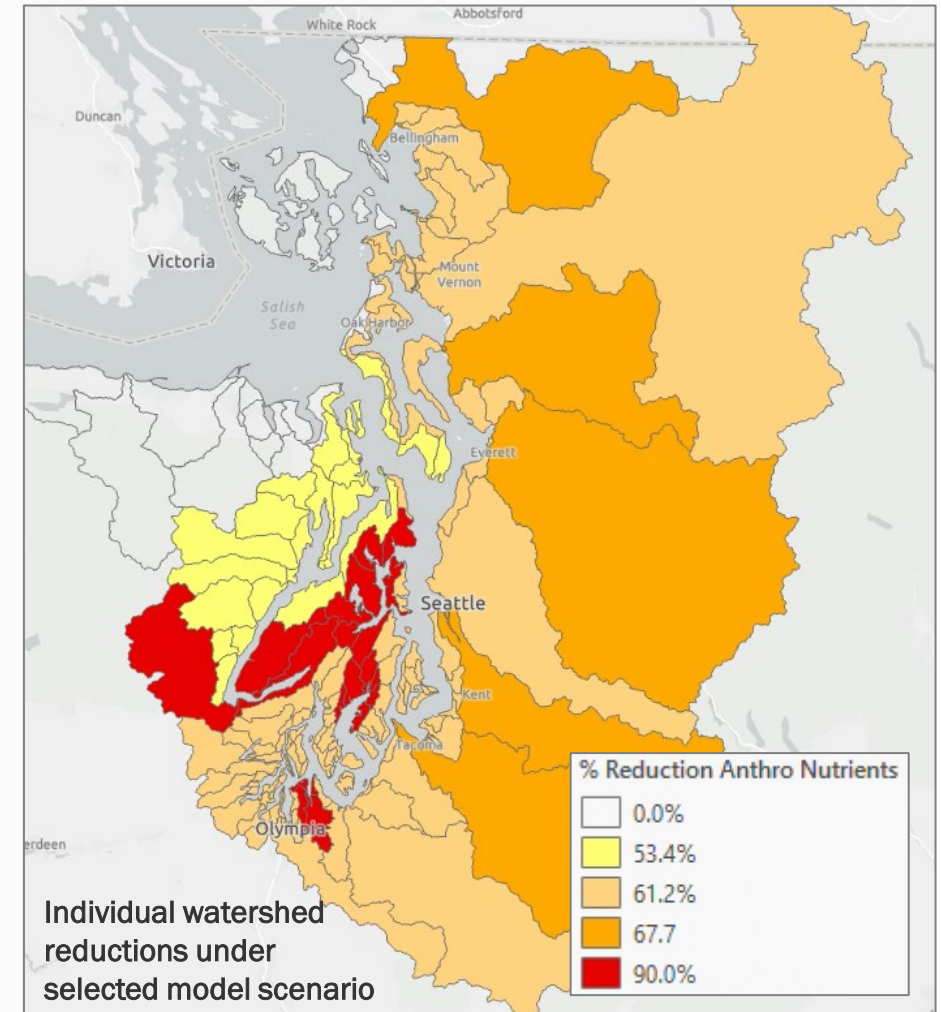 Abbotsford
White Rock
Duncan
Bellingham
Victoria
Mount
Vernon
Salish
Sea
Oak Harbor
Everett
Seattle
Kent
Tacoma
% Reduction Anthro Nutrients
0.0%
53.4%
61.2%
67.7
90.0%
Olympia
erdeen
Individual watershed
reductions under
selected model scenario